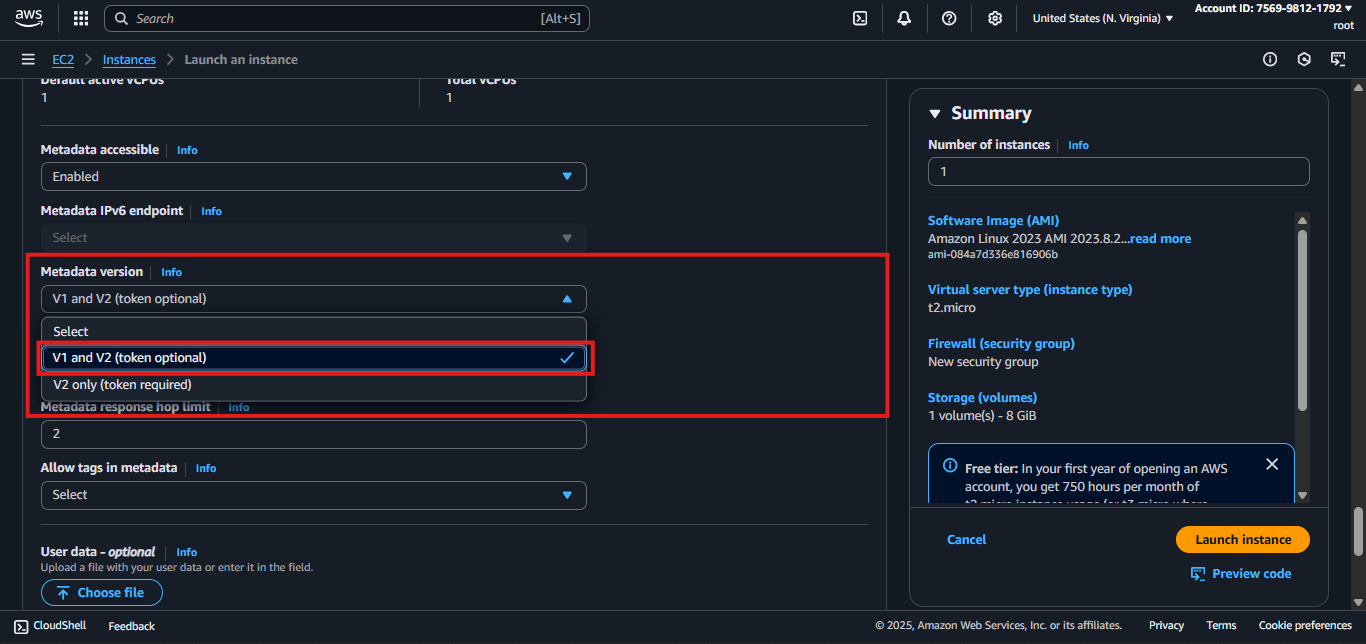 aws
Search
[Alt+S]
United States (N. Virginia)
Account ID: 7569-9812-1792
root
EC2
Instances
Launch an instance
Default active vCPUs
1
Total vCPUs
1
Metadata accessible
Info
Enabled
Metadata IPv6 endpoint
Info
Select
Metadata version
Info
V1 and V2 (token optional)
Select
V1 and V2 (token optional)
V2 only (token required)
Metadata response hop limit
Info
2
Allow tags in metadata
Info
Select
User data - optional
Info
Upload a file with your user data or enter it in the field.
Choose file
Summary
Number of instances
Info
1
Software Image (AMI)
Amazon Linux 2023 AMI 2023.8.2...read more
ami-084a7d336e816906b
Virtual server type (instance type)
t2.micro
Firewall (security group)
New security group
Storage (volumes)
1 volume(s) - 8 GiB
Free tier: In your first year of opening an AWS
account, you get 750 hours per month of
t2.micro instance usage (or t3.micro where
Cancel
Launch instance
Preview code
CloudShell
Feedback
© 2025, Amazon Web Services, Inc. or its affiliates.
Privacy
Terms
Cookie preferences